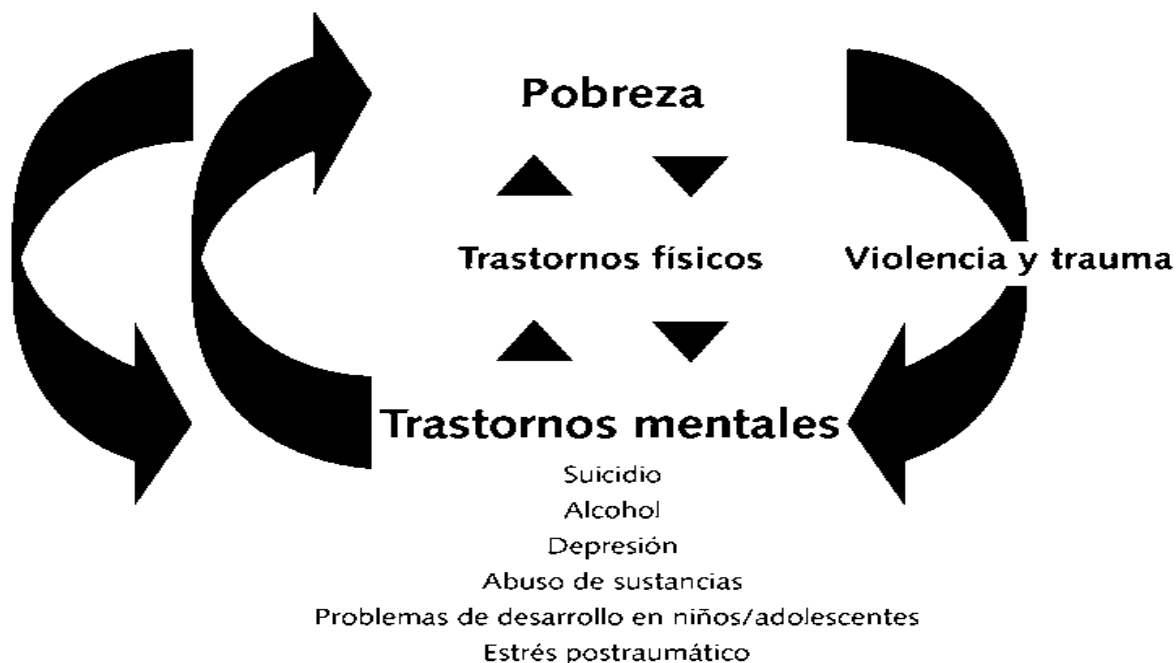 Pobreza
Trastornos físicos
Violencia y trauma
Trastornos mentales
Suicidio
Alcohol
Depresión
Abuso de sustancias
Problemas de desarrollo en niños/adolescentes
Estrés postraumático